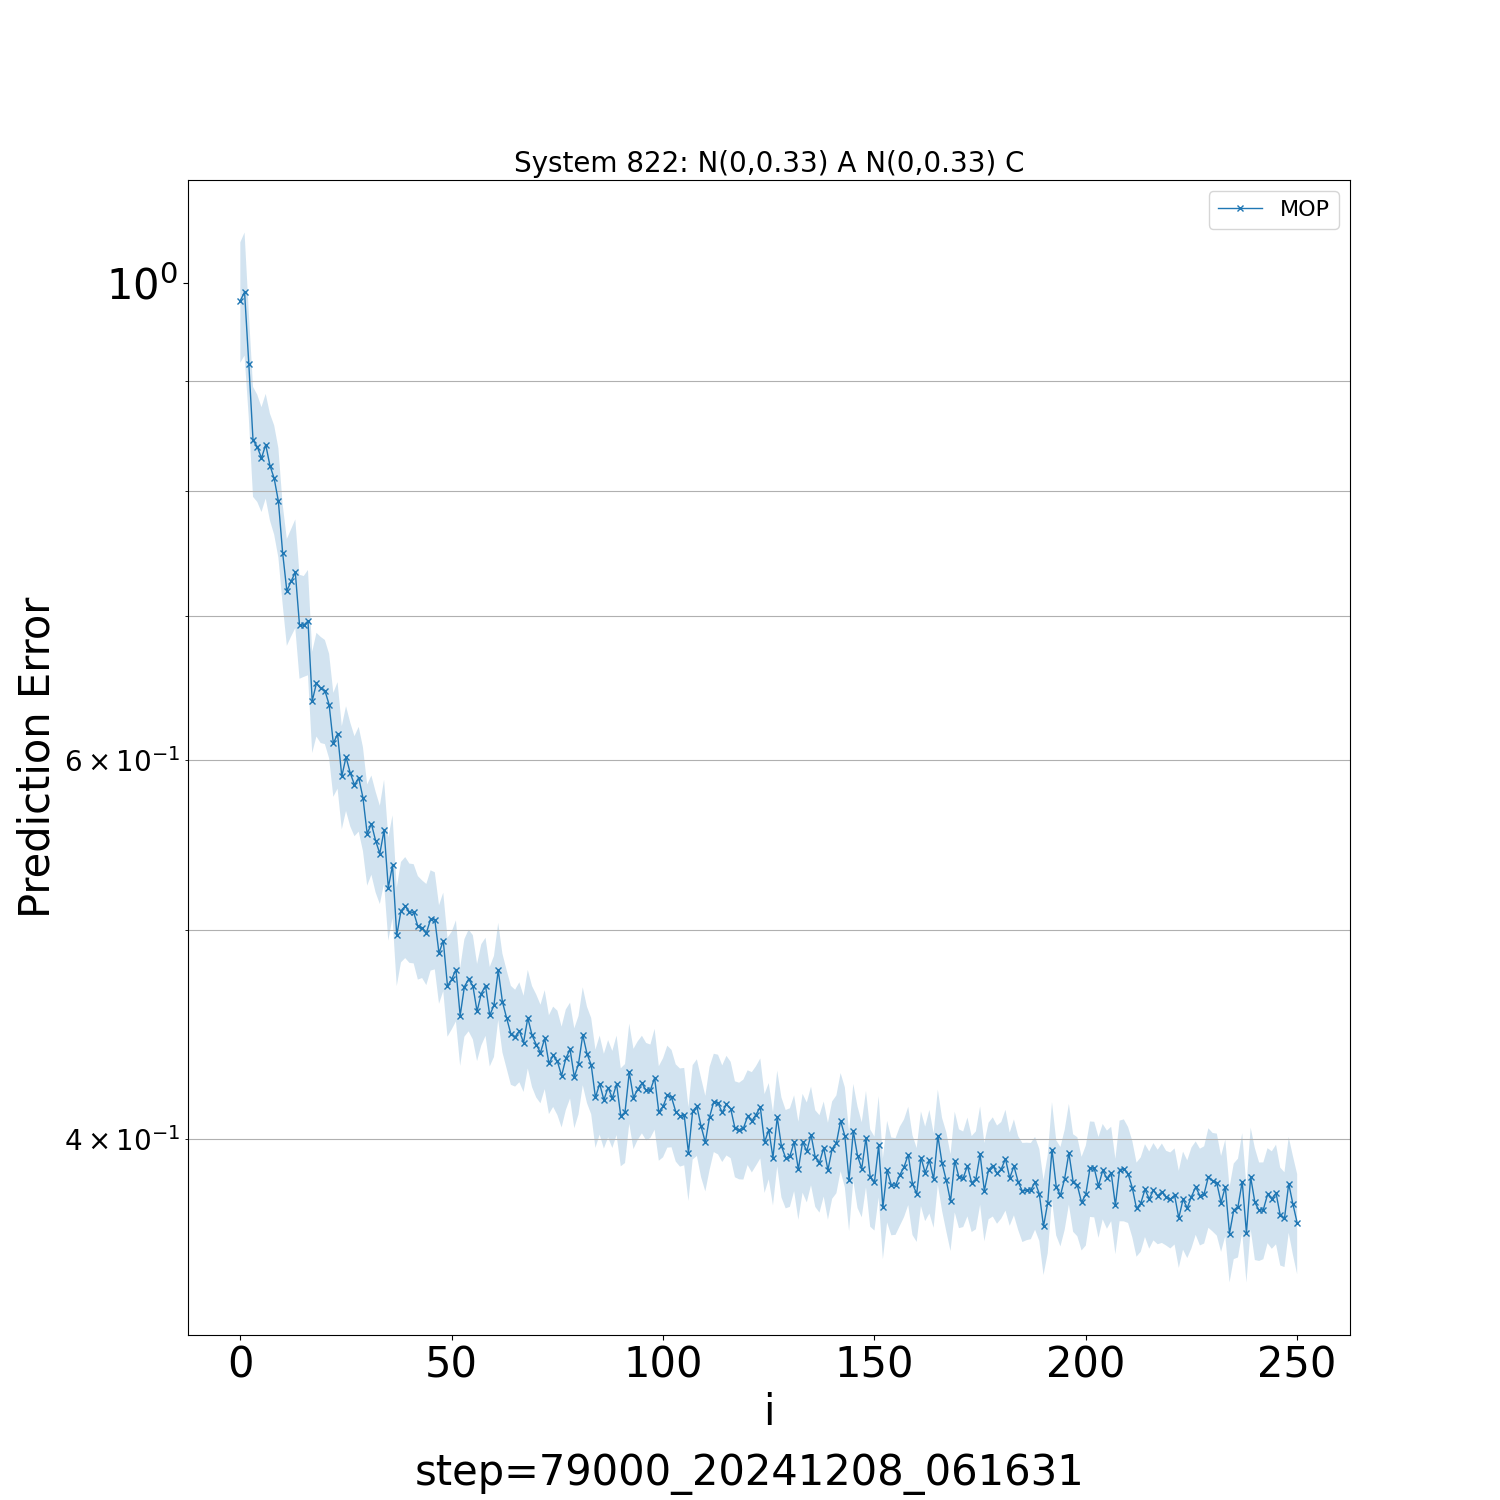 System 822: N(0,0.33) A N(0,0.33) C
MOP
10⁰
6 × 10⁻¹
4 × 10⁻¹
Prediction Error
0 50 100 150 200 250
i
step=79000_20241208_061631